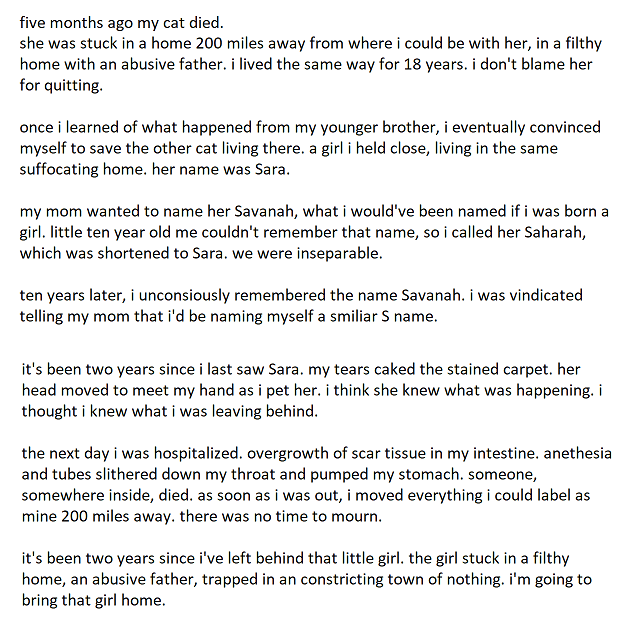 five months ago my cat died.
she was stuck in a home 200 miles away from where i could be with her, in a filthy
home with an abusive father. i lived the same way for 18 years. i don't blame her
for quitting.
once i learned of what happened from my younger brother, i eventually convinced
myself to save the other cat living there. a girl i held close, living in the same
suffocating home. her name was Sara.
my mom wanted to name her Savanah, what i would've been named if i was born a
girl. little ten year old me couldn't remember that name, so i called her Saharah,
which was shortened to Sara. we were inseparable.
ten years later, i unconsiously remembered the name Savanah. i was vindicated
telling my mom that i'd be naming myself a smiliar S name.
it's been two years since i last saw Sara. my tears caked the stained carpet. her
head moved to meet my hand as i pet her. i think she knew what was happening. i
thought i knew what i was leaving behind.
the next day i was hospitalized. overgrowth of scar tissue in my intestine. anethesia
and tubes slithered down my throat and pumped my stomach. someone,
somewhere inside, died. as soon as i was out, i moved everything i could label as
mine 200 miles away. there was no time to mourn.
it's been two years since i've left behind that little girl. the girl stuck in a filthy
home, an abusive father, trapped in an constricting town of nothing. i'm going to
bring that girl home.